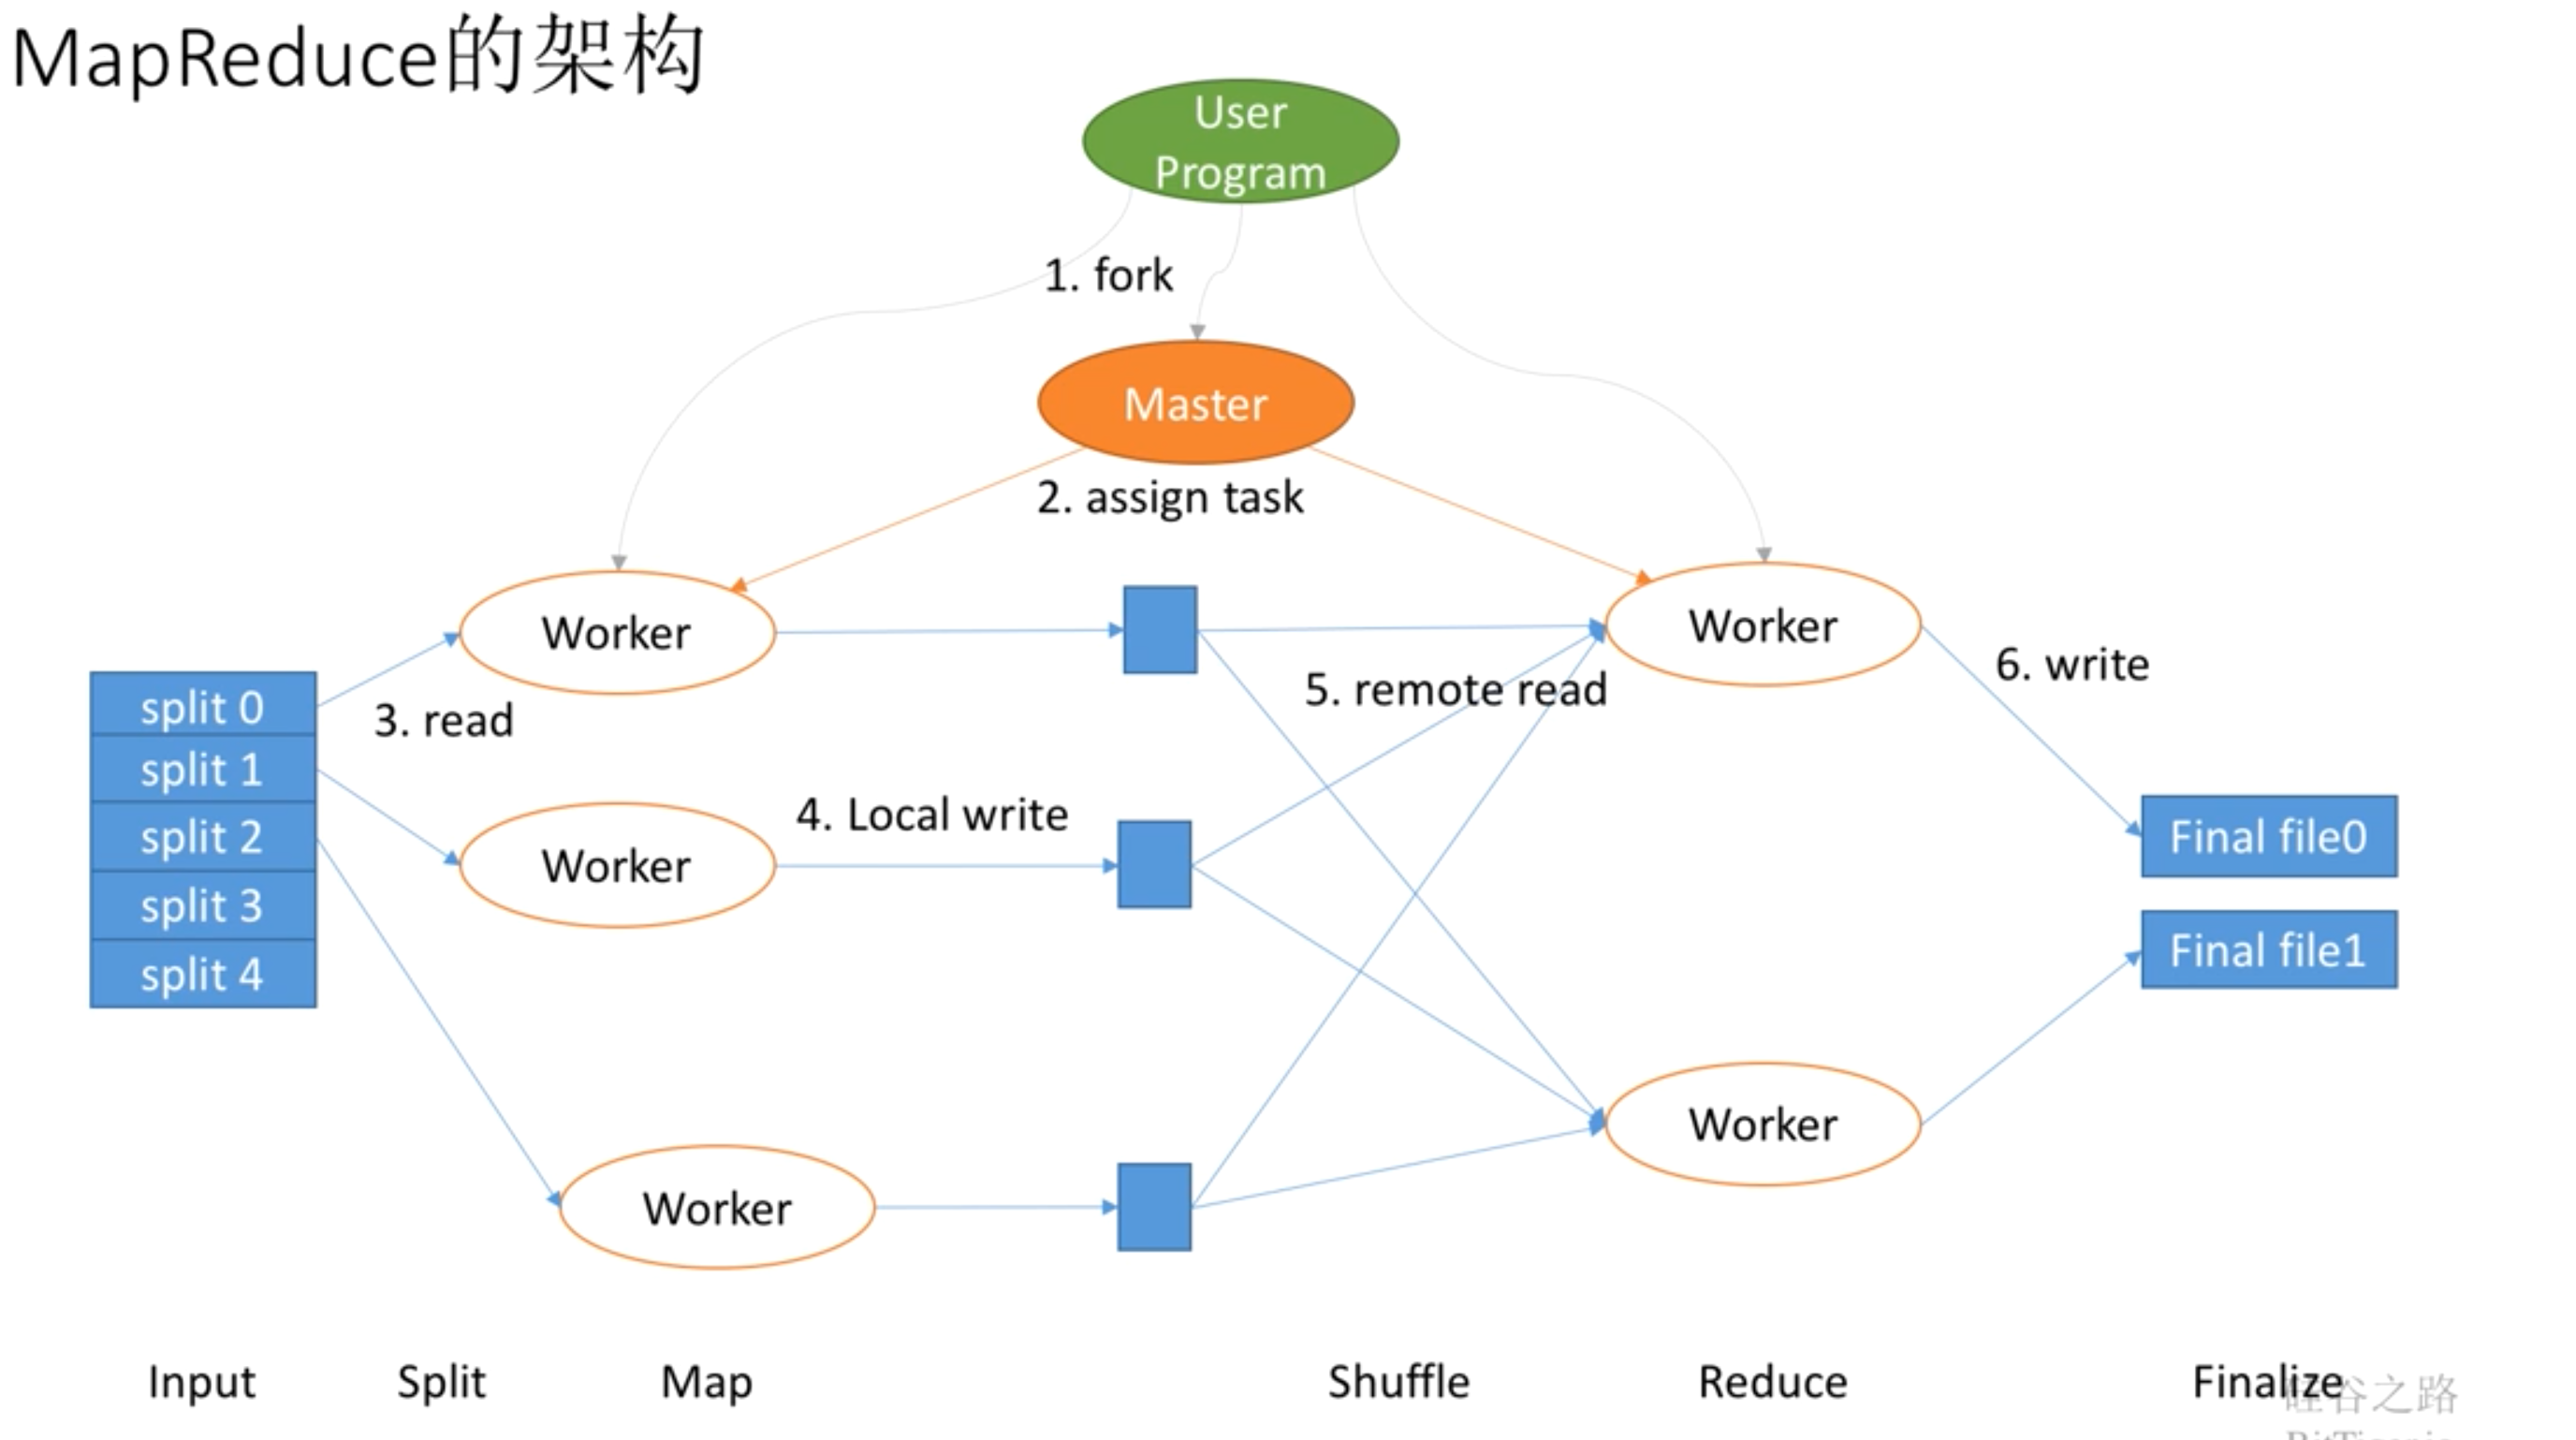 MapReduce的架构
User
Program
1. fork
Master
2. assign task
Worker
Worker
3. read
5. remote read
6. write
split 0
split 1
split 2
split 3
split 4
4. Local write
Worker
Final file0
Final file1
Worker
Worker
Input
Split
Map
Shuffle
Reduce
Finalize
硅谷之路